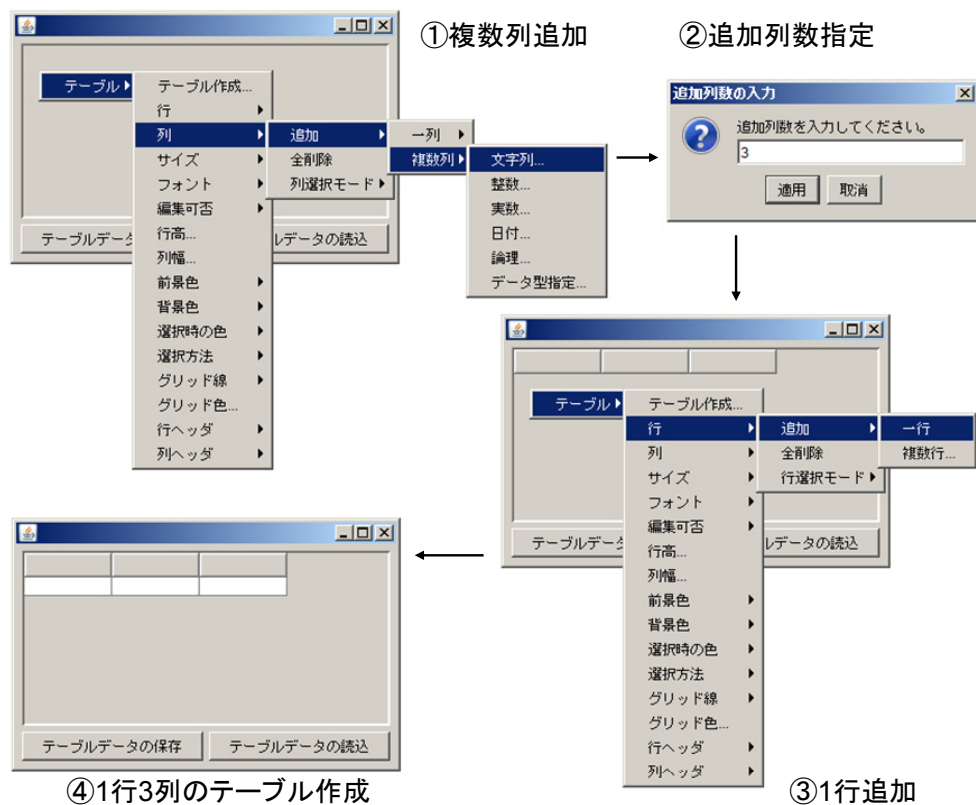 ①複数列追加
②追加列数指定
テーブル
テーブル作成...
行
列
サイズ
フォント
編集可否
行高...
列幅...
前景色
背景色
選択時の色
選択方法
グリッド線
グリッド色...
行ヘッダ
列ヘッダ
追加
全削除
列選択モード
一列
複数列
文字列...
整数...
実数...
日付...
論理...
データ型指定...
テーブルデータ
ルデータの読込
追加列数の入力
追加列数を入力してください。
3
適用
取消
テーブル
テーブル作成...
行
列
サイズ
フォント
編集可否
行高...
列幅...
前景色
背景色
選択時の色
選択方法
グリッド線
グリッド色...
行ヘッダ
列ヘッダ
追加
全削除
行選択モード
一行
複数行...
テーブルデータ
ルデータの読込
③1行追加
テーブルデータの保存
テーブルデータの読込
④1行3列のテーブル作成